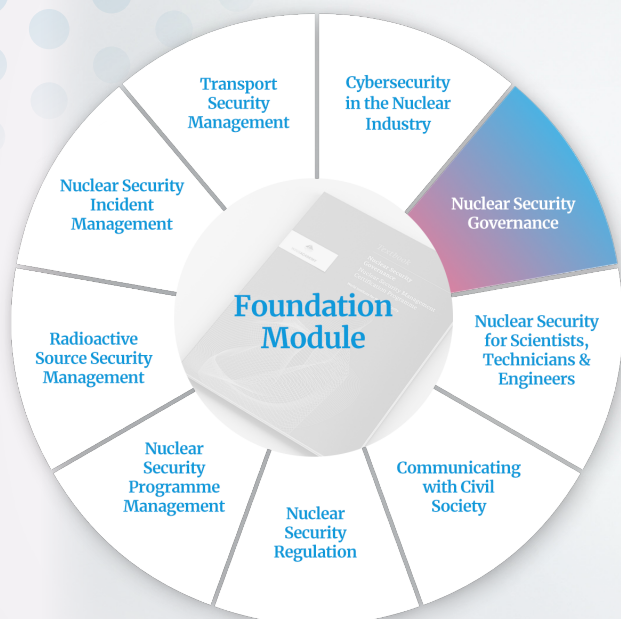 Transport
Security
Management
Cybersecurity
in the Nuclear
Industry
Nuclear Security
Governance
Nuclear Security
for Scientists,
Technicians &
Engineers
Communicating
with Civil
Society
Nuclear
Security
Regulation
Nuclear
Security
Programme
Management
Radioactive
Source Security
Management
Nuclear Security
Incident
Management
Foundation
Module